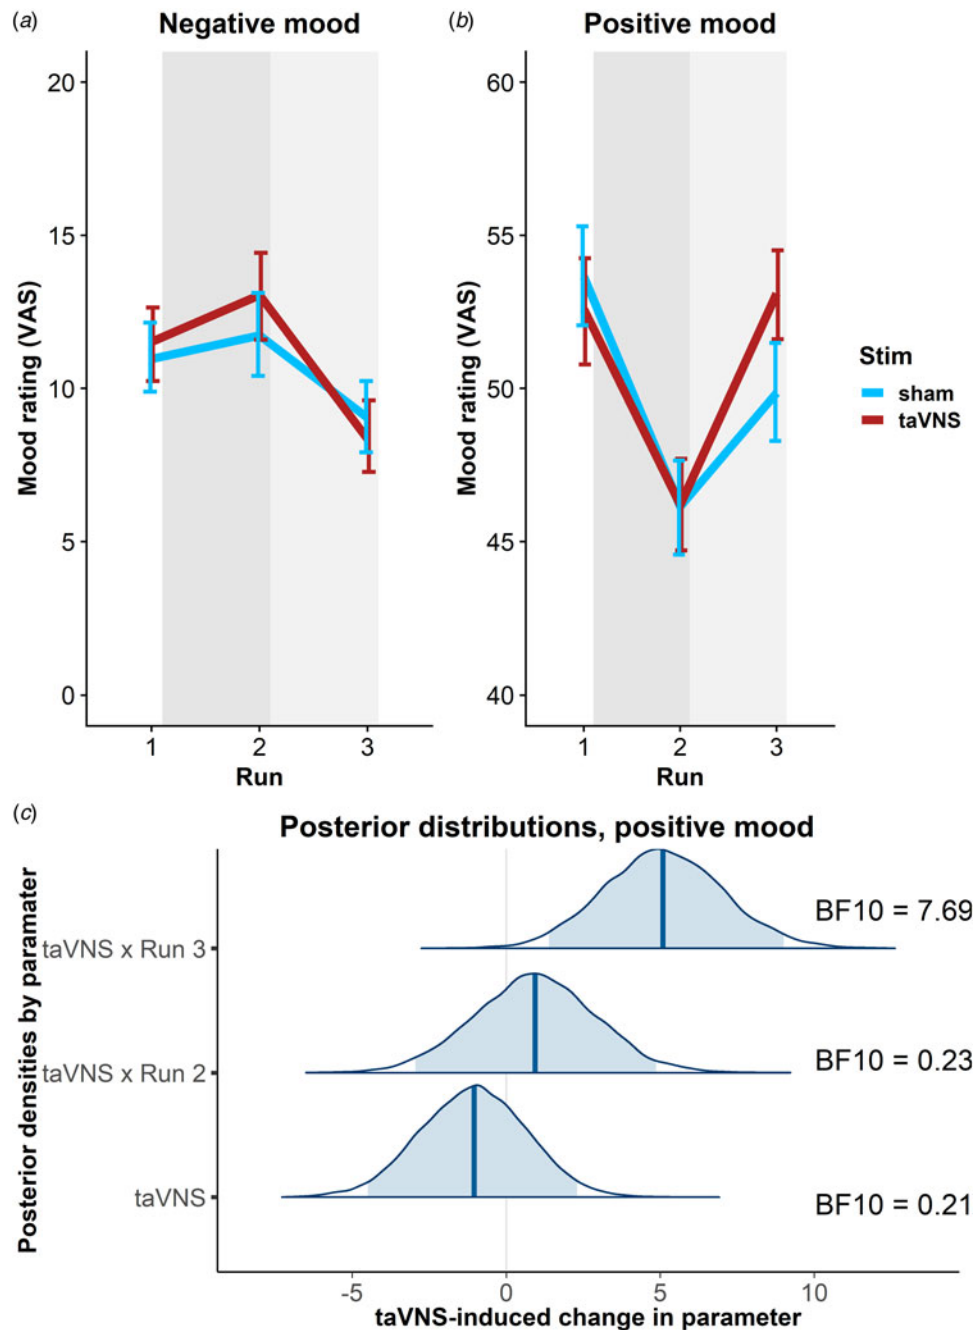 (a)
Negative mood
20
15
10
5
0
Mood rating (VAS)
1 2 3
Run
(b)
Positive mood
60
55
50
45
40
Mood rating (VAS)
1 2 3
Run
Stim
sham
taVNS
(c)
Posterior distributions, positive mood
Posterior densities by paramater
taVNS x Run 3
BF10 = 7.69
taVNS x Run 2
BF10 = 0.23
taVNS
BF10 = 0.21
-5 0 5 10
taVNS-induced change in parameter